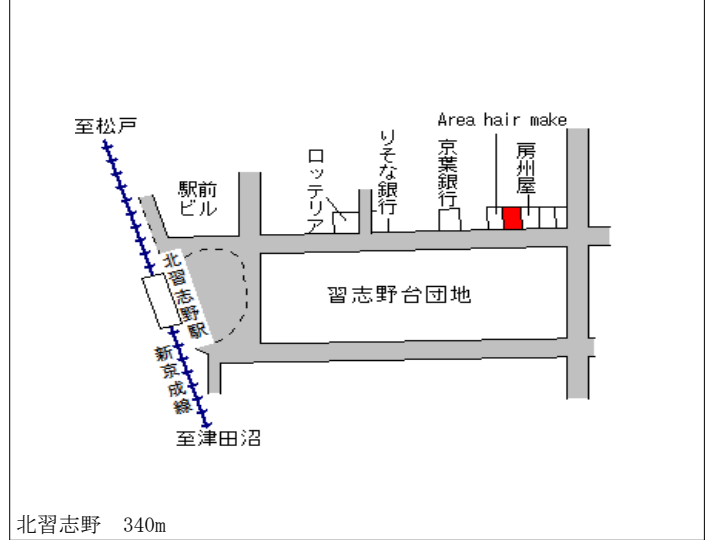 至松戸
駅前
ビル
ロッテリア
りそな銀行
京葉銀行
Area hair make
房州屋
北習志野駅
習志野台団地
新京成線
至津田沼
北習志野　340m